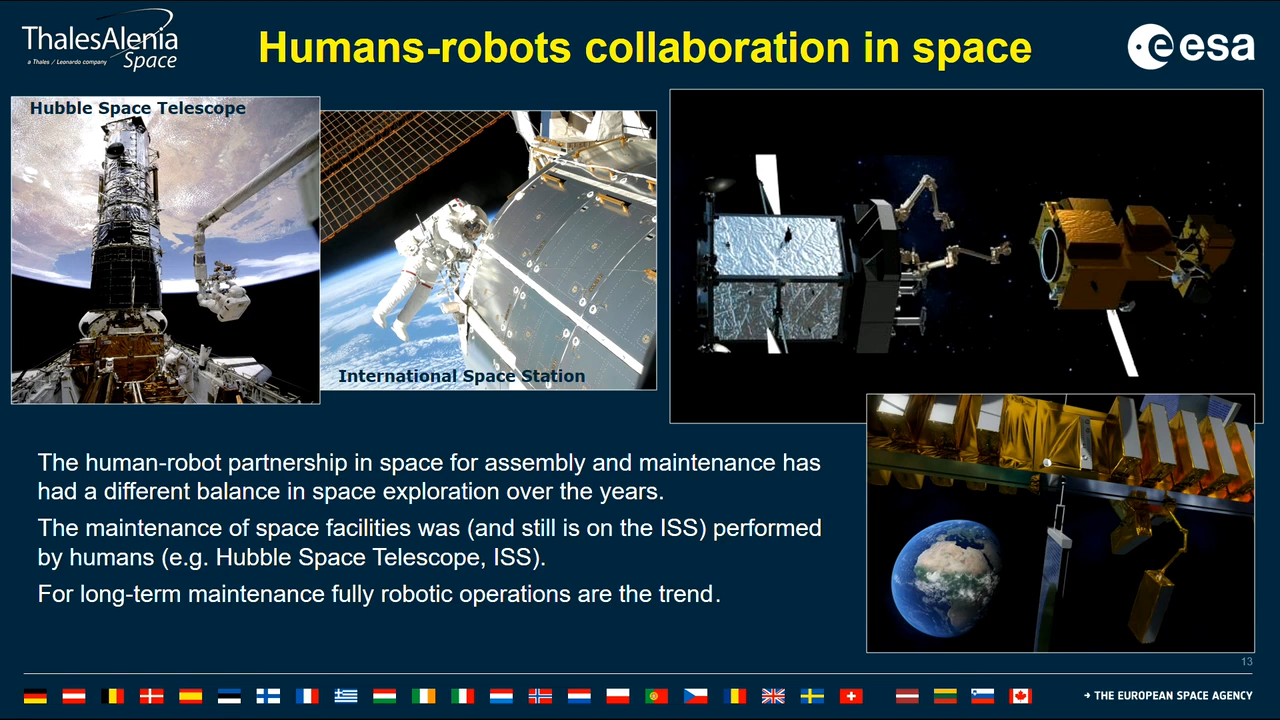 ThalesAlenia
a Thales / Leonardo company
Space
Humans-robots collaboration in space
esa
Hubble Space Telescope
International Space Station
The human-robot partnership in space for assembly and maintenance has
had a different balance in space exploration over the years.
The maintenance of space facilities was (and still is on the ISS) performed
by humans (e.g. Hubble Space Telescope, ISS).
For long-term maintenance fully robotic operations are the trend.
13
→ THE EUROPEAN SPACE AGENCY